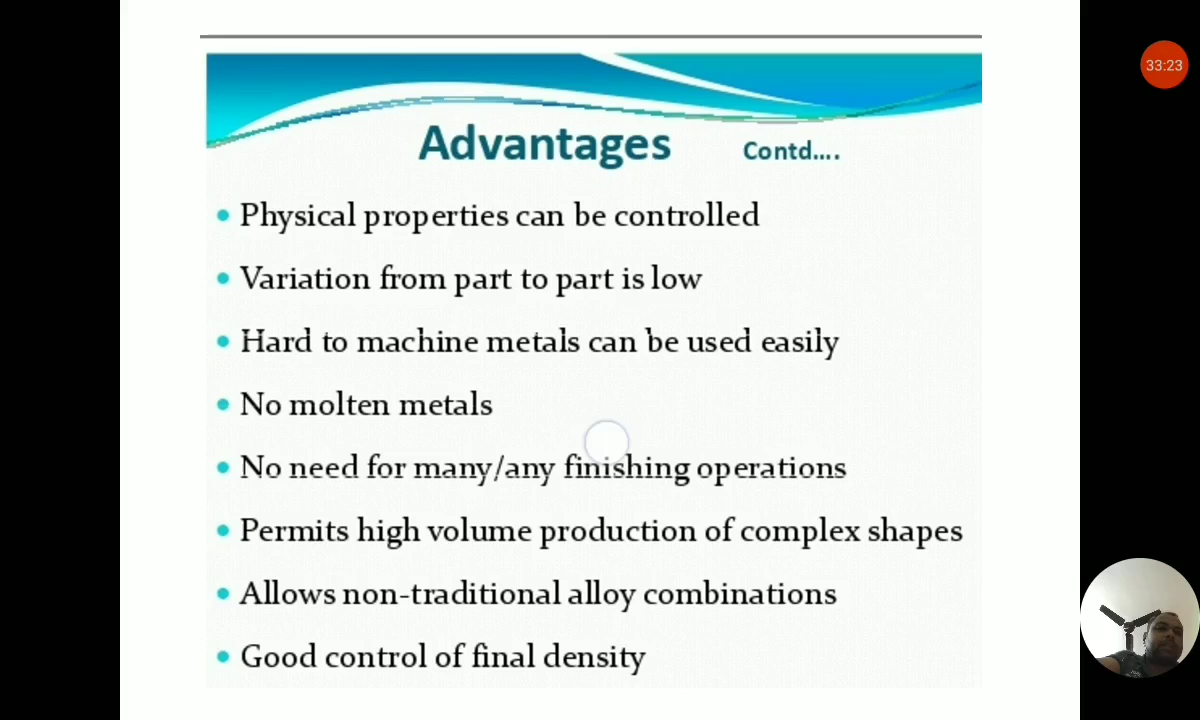 33:23
Advantages Contd....
Physical properties can be controlled
Variation from part to part is low
Hard to machine metals can be used easily
No molten metals
No need for many/any finishing operations
Permits high volume production of complex shapes
Allows non-traditional alloy combinations
Good control of final density